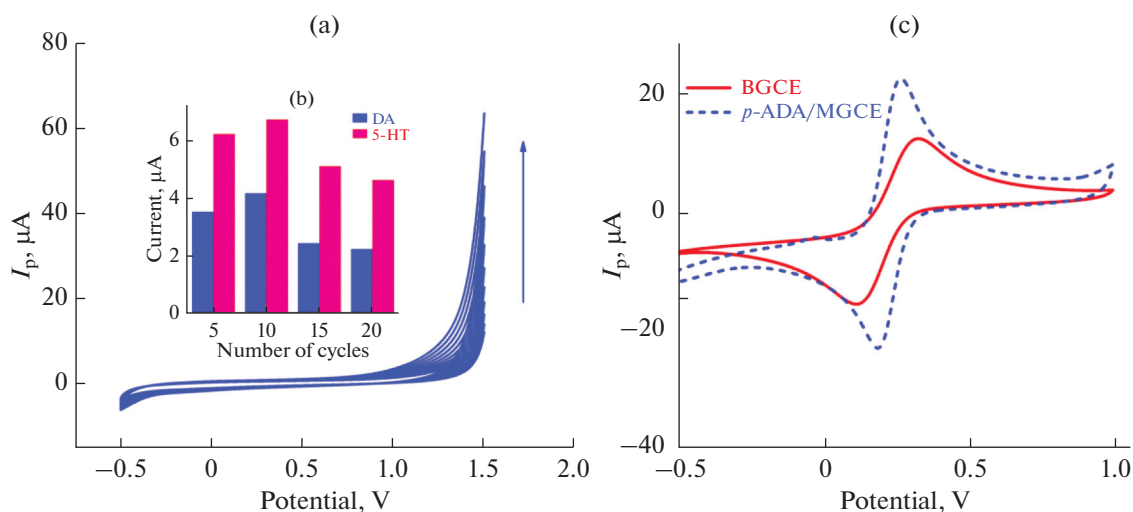 (a)
80
60
40
20
0
I_p, µA
−0.5 0 0.5 1.0 1.5 2.0
Potential, V
(b)
DA
5-HT
6
4
2
0
Current, µA
5 10 15 20
Number of cycles
(c)
BGCE
p-ADA/MGCE
20
0
−20
−40
I_p, µA
−0.5 0 0.5 1.0
Potential, V